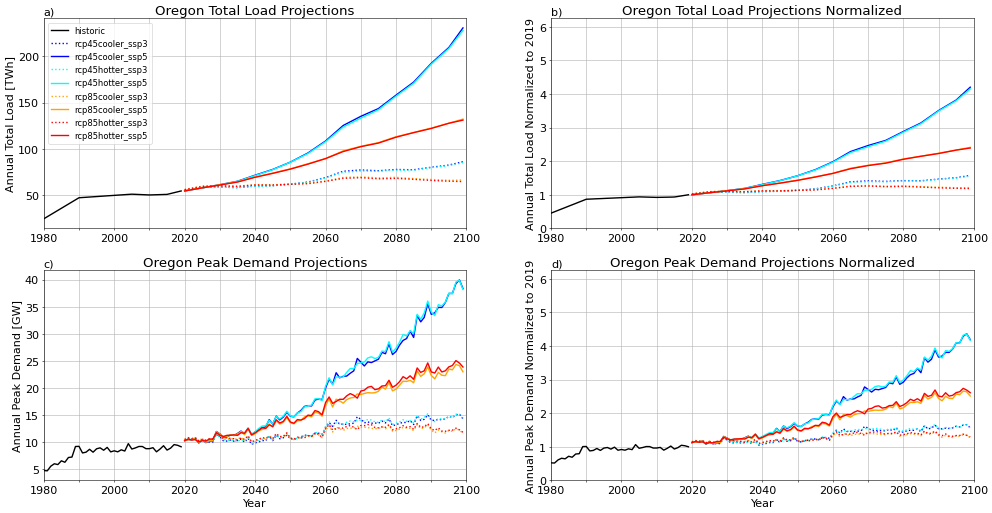 a) Oregon Total Load Projections
Annual Total Load [TWh]
200
150
100
50
historic
rcp45cooler_ssp3
rcp45cooler_ssp5
rcp45hotter_ssp3
rcp45hotter_ssp5
rcp85cooler_ssp3
rcp85cooler_ssp5
rcp85hotter_ssp3
rcp85hotter_ssp5
1980 2000 2020 2040 2060 2080 2100
b) Oregon Total Load Projections Normalized
Annual Total Load Normalized to 2019
6
5
4
3
2
1
0
1980 2000 2020 2040 2060 2080 2100
c) Oregon Peak Demand Projections
Annual Peak Demand [GW]
40
35
30
25
20
15
10
5
1980 2000 2020 2040 2060 2080 2100
Year
d) Oregon Peak Demand Projections Normalized
Annual Peak Demand Normalized to 2019
6
5
4
3
2
1
0
1980 2000 2020 2040 2060 2080 2100
Year